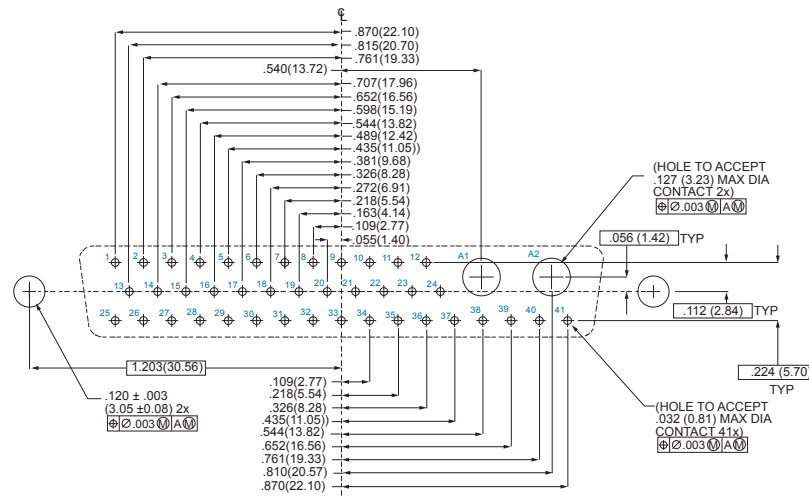 ℄
.870(22.10)
.815(20.70)
.761(19.33)
.540(13.72)
.707(17.96)
.652(16.56)
.598(15.19)
.544(13.82)
.489(12.42)
.435(11.05))
.381(9.68)
.326(8.28)
.272(6.91)
.218(5.54)
.163(4.14)
.109(2.77)
.055(1.40)
(HOLE TO ACCEPT
.127 (3.23) MAX DIA
CONTACT 2x)
⌖ Ø.003 Ⓜ A Ⓜ
.056 (1.42) TYP
1 2 3 4 5 6 7 8 9 10 11 12 A1 A2
13 14 15 16 17 18 19 20 21 22 23 24
25 26 27 28 29 30 31 32 33 34 35 36 37 38 39 40 41
.112 (2.84) TYP
1.203(30.56)
.224 (5.70)
TYP
.120 ± .003
(3.05 ±0.08) 2x
⌖ Ø.003 Ⓜ A Ⓜ
.109(2.77)
.218(5.54)
.326(8.28)
.435(11.05))
.544(13.82)
.652(16.56)
.761(19.33)
.810(20.57)
.870(22.10)
(HOLE TO ACCEPT
.032 (0.81) MAX DIA
CONTACT 41x)
⌖ Ø.003 Ⓜ A Ⓜ